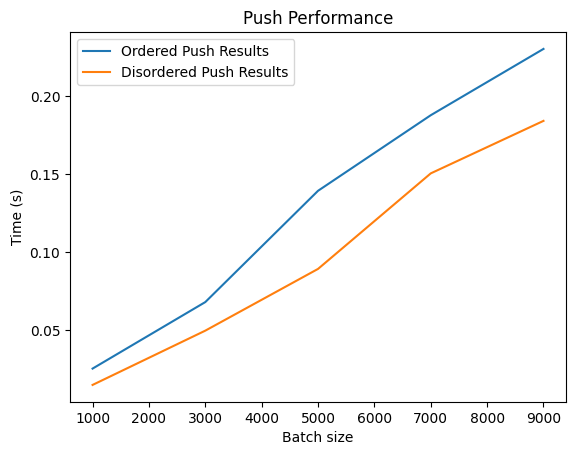 Push Performance
Ordered Push Results
Disordered Push Results
Time (s)
0.20
0.15
0.10
0.05
1000 2000 3000 4000 5000 6000 7000 8000 9000
Batch size